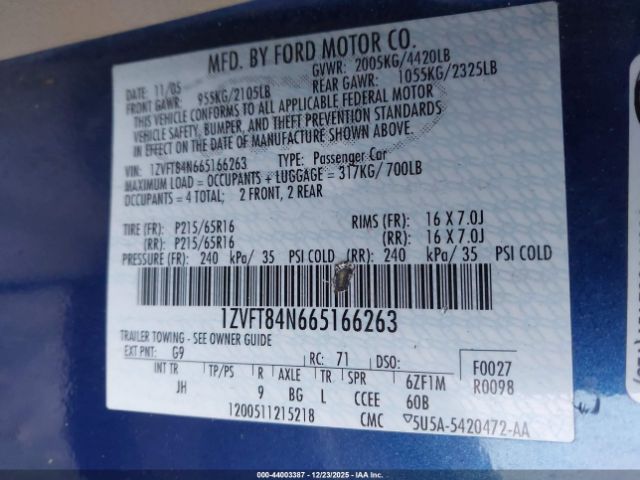 MFD. BY FORD MOTOR CO.
DATE: 11/05 GVWR: 2005KG/4420LB
FRONT GAWR: 955KG/2105LB REAR GAWR: 1055KG/2325LB
THIS VEHICLE CONFORMS TO ALL APPLICABLE FEDERAL MOTOR
VEHICLE SAFETY, BUMPER, AND THEFT PREVENTION STANDARDS
IN EFFECT ON THE DATE OF MANUFACTURE SHOWN ABOVE.
VIN: 1ZVFT84N665166263 TYPE: Passenger Car
MAXIMUM LOAD = OCCUPANTS + LUGGAGE = 317KG/ 700LB
OCCUPANTS = 4 TOTAL; 2 FRONT, 2 REAR
TIRE (FR): P215/65R16 RIMS (FR): 16 X 7.0J
(RR): P215/65R16 (RR): 16 X 7.0J
PRESSURE (FR): 240 kPa/ 35 PSI COLD (RR): 240 kPa/ 35 PSI COLD
1ZVFT84N665166263
TRAILER TOWING - SEE OWNER GUIDE
EXT PNT: G9 RC: 71 DSO: F0027
INT TR TP/PS R AXLE TR SPR 6ZF1M R0098
JH 9 BG L CCEE 60B
1200511215218 CMC 5U5A-5420472-AA
000-44003387 - 12/23/2025 - IAA